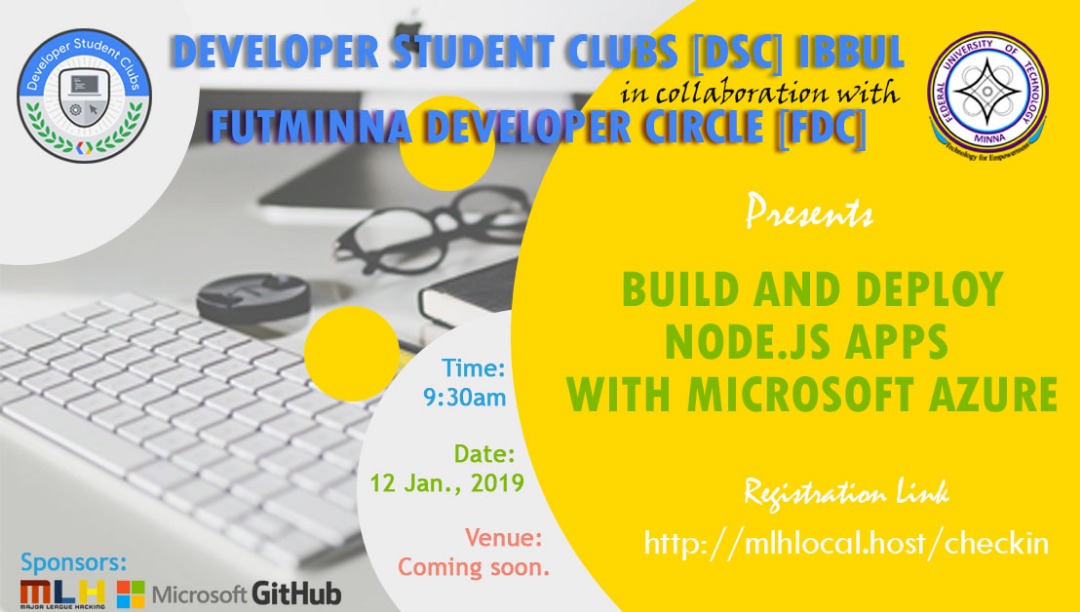 Developer Student Clubs
DEVELOPER STUDENT CLUBS [DSC] IBBUL
in collaboration with
FUTMINNA DEVELOPER CIRCLE [FDC]
FEDERAL UNIVERSITY OF TECHNOLOGY
MINNA
Technology for Empowerment
Presents
BUILD AND DEPLOY
NODE.JS APPS
WITH MICROSOFT AZURE
Time:
9:30am
Date:
12 Jan., 2019
Venue:
Coming soon.
Registration Link
http://mlhlocal.host/checkin
Sponsors:
MLH
MAJOR LEAGUE HACKING
Microsoft GitHub